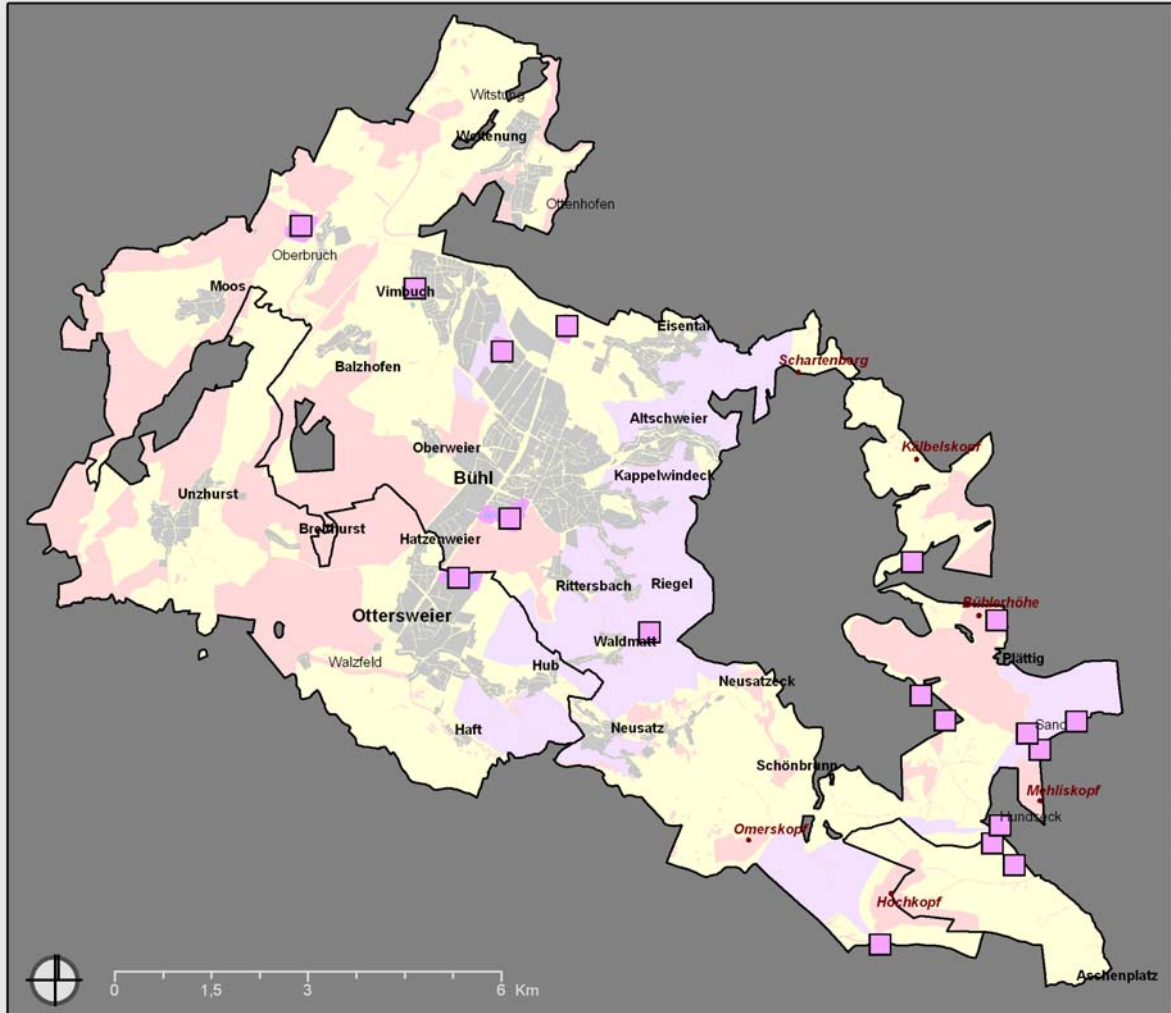 Witstung
Weitenung
Ottenhofen
Oberbruch
Moos
Vimbuch
Eisental
Schartenberg
Balzhofen
Altschweier
Oberweier
Kälbelskopf
Bühl
Kappelwindeck
Unzhurst
Breithurst
Hatzenweier
Rittersbach
Riegel
Bühlerhöhe
Ottersweier
Waldmatt
Plättig
Walzfeld
Hub
Neusatzeck
Haft
Neusatz
Sand
Schönbrunn
Mehliskopf
Hundseck
Omerskopf
Hochkopf
Aschenplatz
0 1,5 3 6 Km